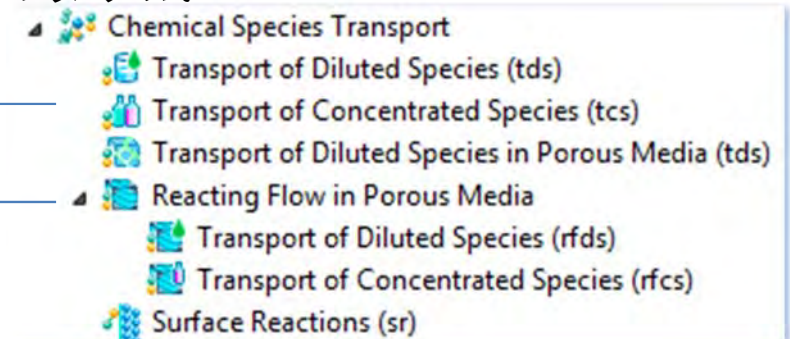 Chemical Species Transport
Transport of Diluted Species (tds)
Transport of Concentrated Species (tcs)
Transport of Diluted Species in Porous Media (tds)
Reacting Flow in Porous Media
Transport of Diluted Species (rfds)
Transport of Concentrated Species (rfcs)
Surface Reactions (sr)